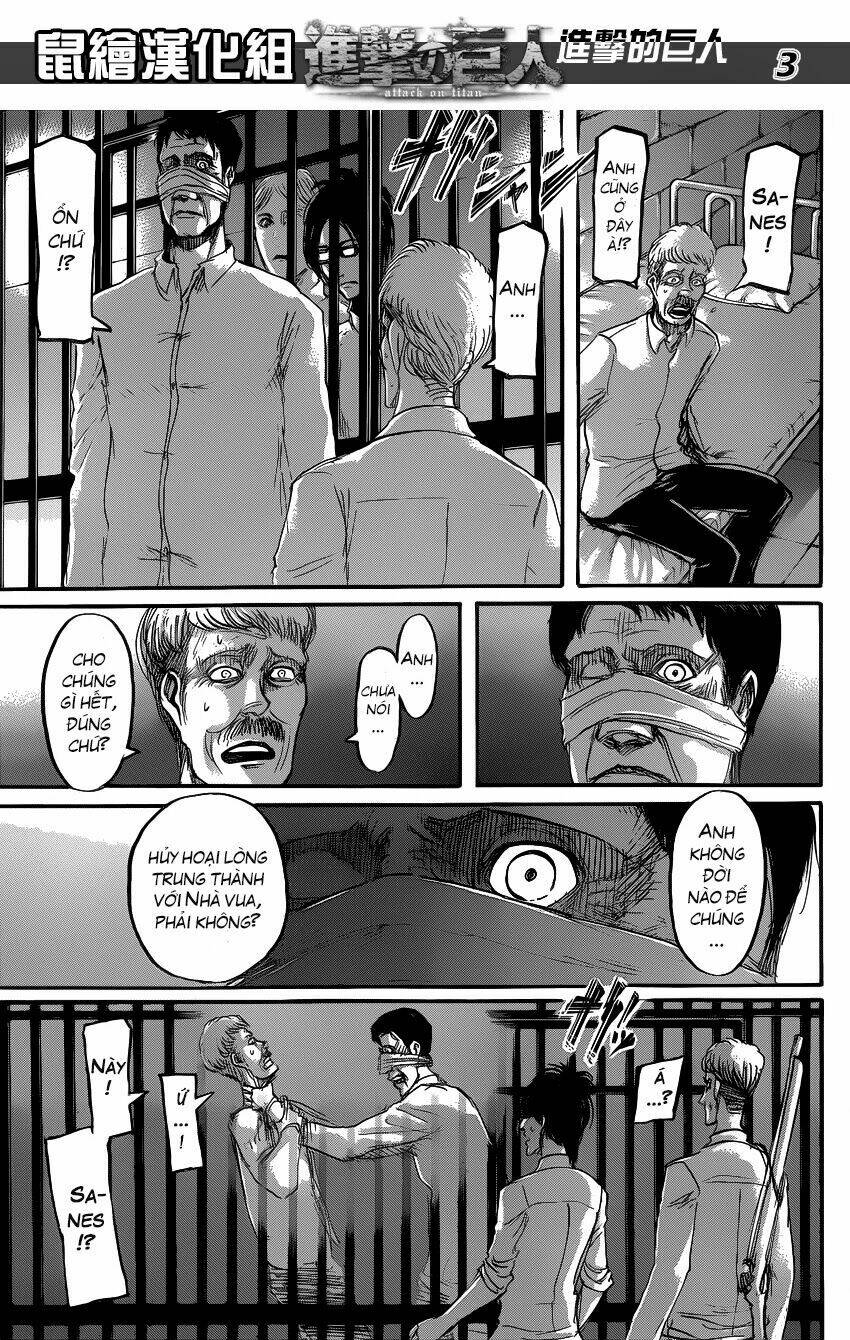 鼠繪漢化組
進撃の巨人
attack on titan
進擊的巨人
3
SA-
NES
!
ANH
CŨNG
Ở
ĐÂY
À!?
ANH
...
ỔN
CHỨ
!?
ANH
...
CHƯA
NÓI
...
CHO
CHÚNG
GÌ HẾT,
ĐÚNG
CHỨ?
ANH
KHÔNG
ĐỜI
NÀO ĐỂ
CHÚNG
...
HỦY HOẠI LÒNG
TRUNG THÀNH
VỚI NHÀ VUA,
PHẢI KHÔNG?
Á
...?
Ứ
...!
NÀY
!
SA-
NES
!?